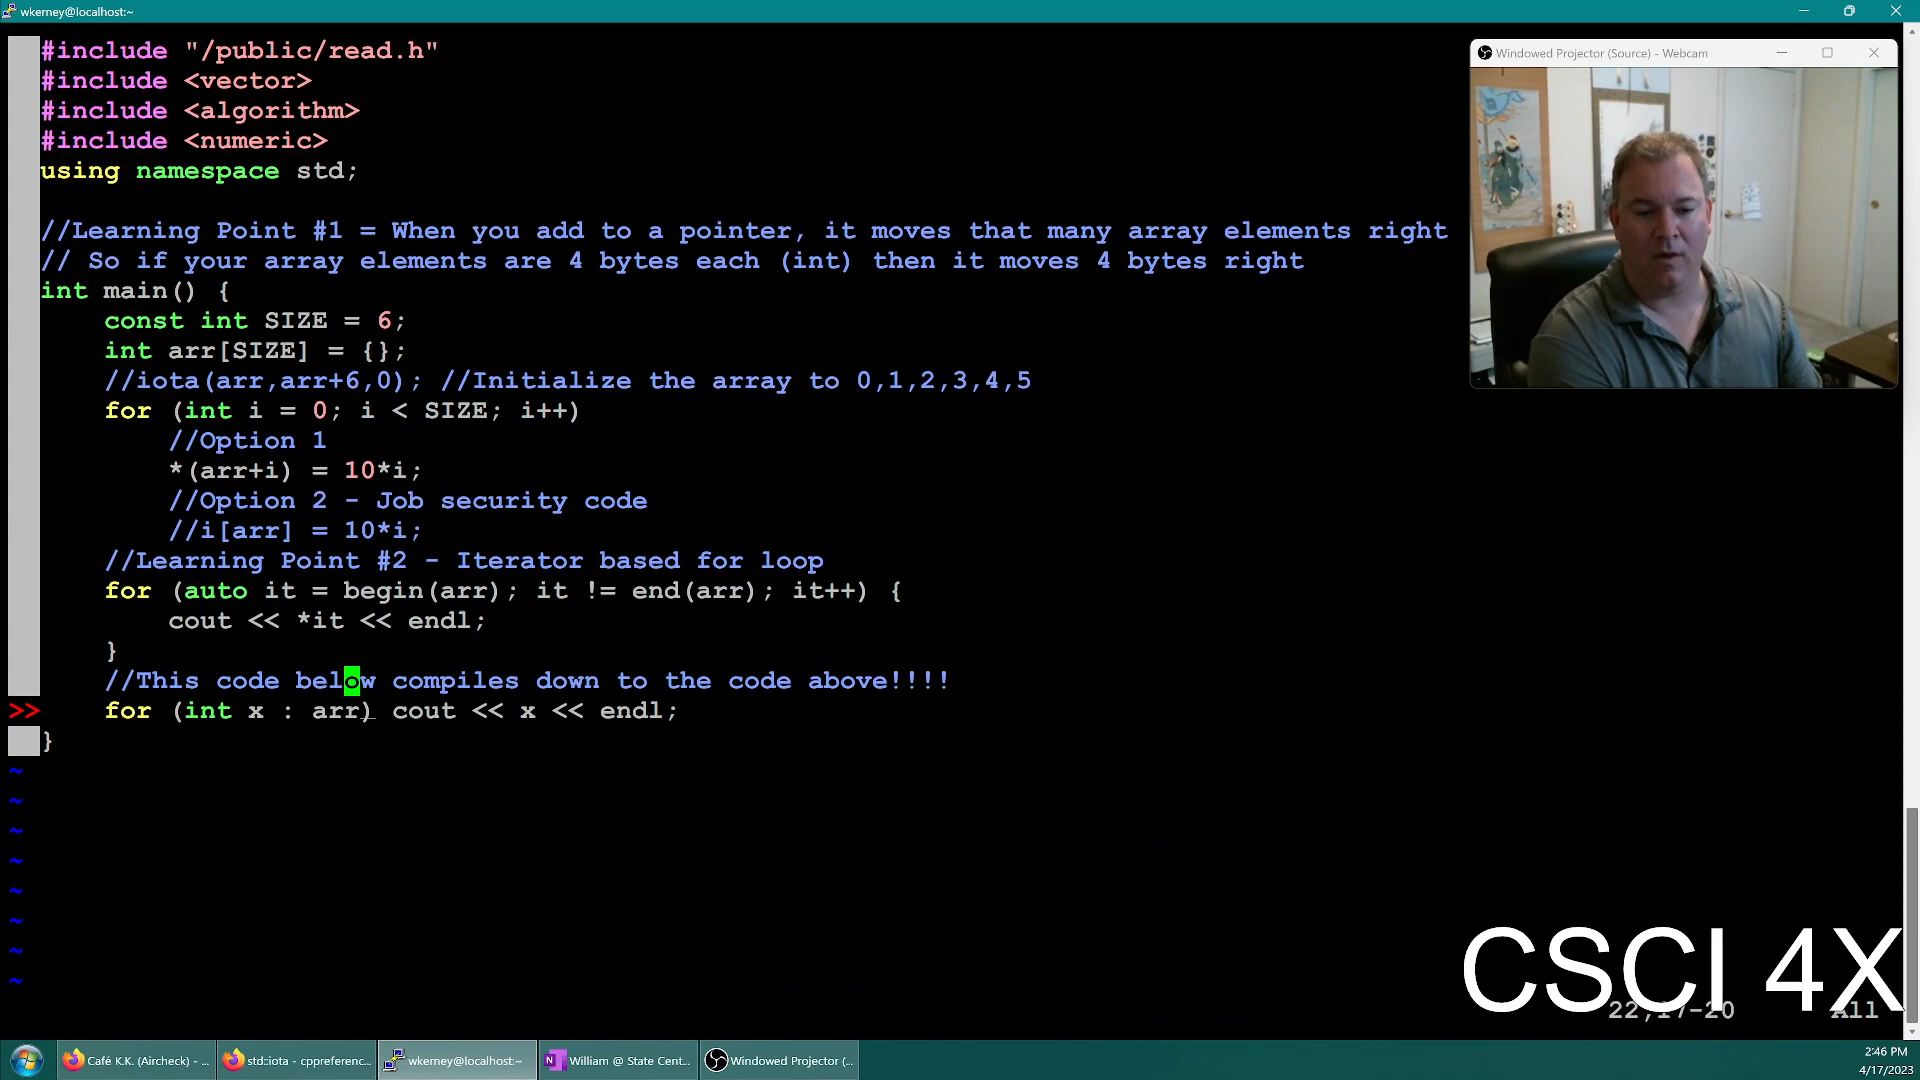 wkerney@localhost:~
#include "/public/read.h"
#include <vector>
#include <algorithm>
#include <numeric>
using namespace std;
//Learning Point #1 = When you add to a pointer, it moves that many array elements right
// So if your array elements are 4 bytes each (int) then it moves 4 bytes right
int main() {
const int SIZE = 6;
int arr[SIZE] = {};
//iota(arr,arr+6,0); //Initialize the array to 0,1,2,3,4,5
for (int i = 0; i < SIZE; i++)
//Option 1
*(arr+i) = 10*i;
//Option 2 - Job security code
//i[arr] = 10*i;
//Learning Point #2 - Iterator based for loop
for (auto it = begin(arr); it != end(arr); it++) {
cout << *it << endl;
}
//This code below compiles down to the code above!!!!
>> for (int x : arr) cout << x << endl;
}
~
~
~
~
~
~
~
~
Windowed Projector (Source) - Webcam
CSCI 4X
22,17-20 All
Café K.K. (Aircheck) - ...
std::iota - cppreferenc...
wkerney@localhost:~
William @ State Cent...
Windowed Projector (...
2:46 PM
4/17/2023